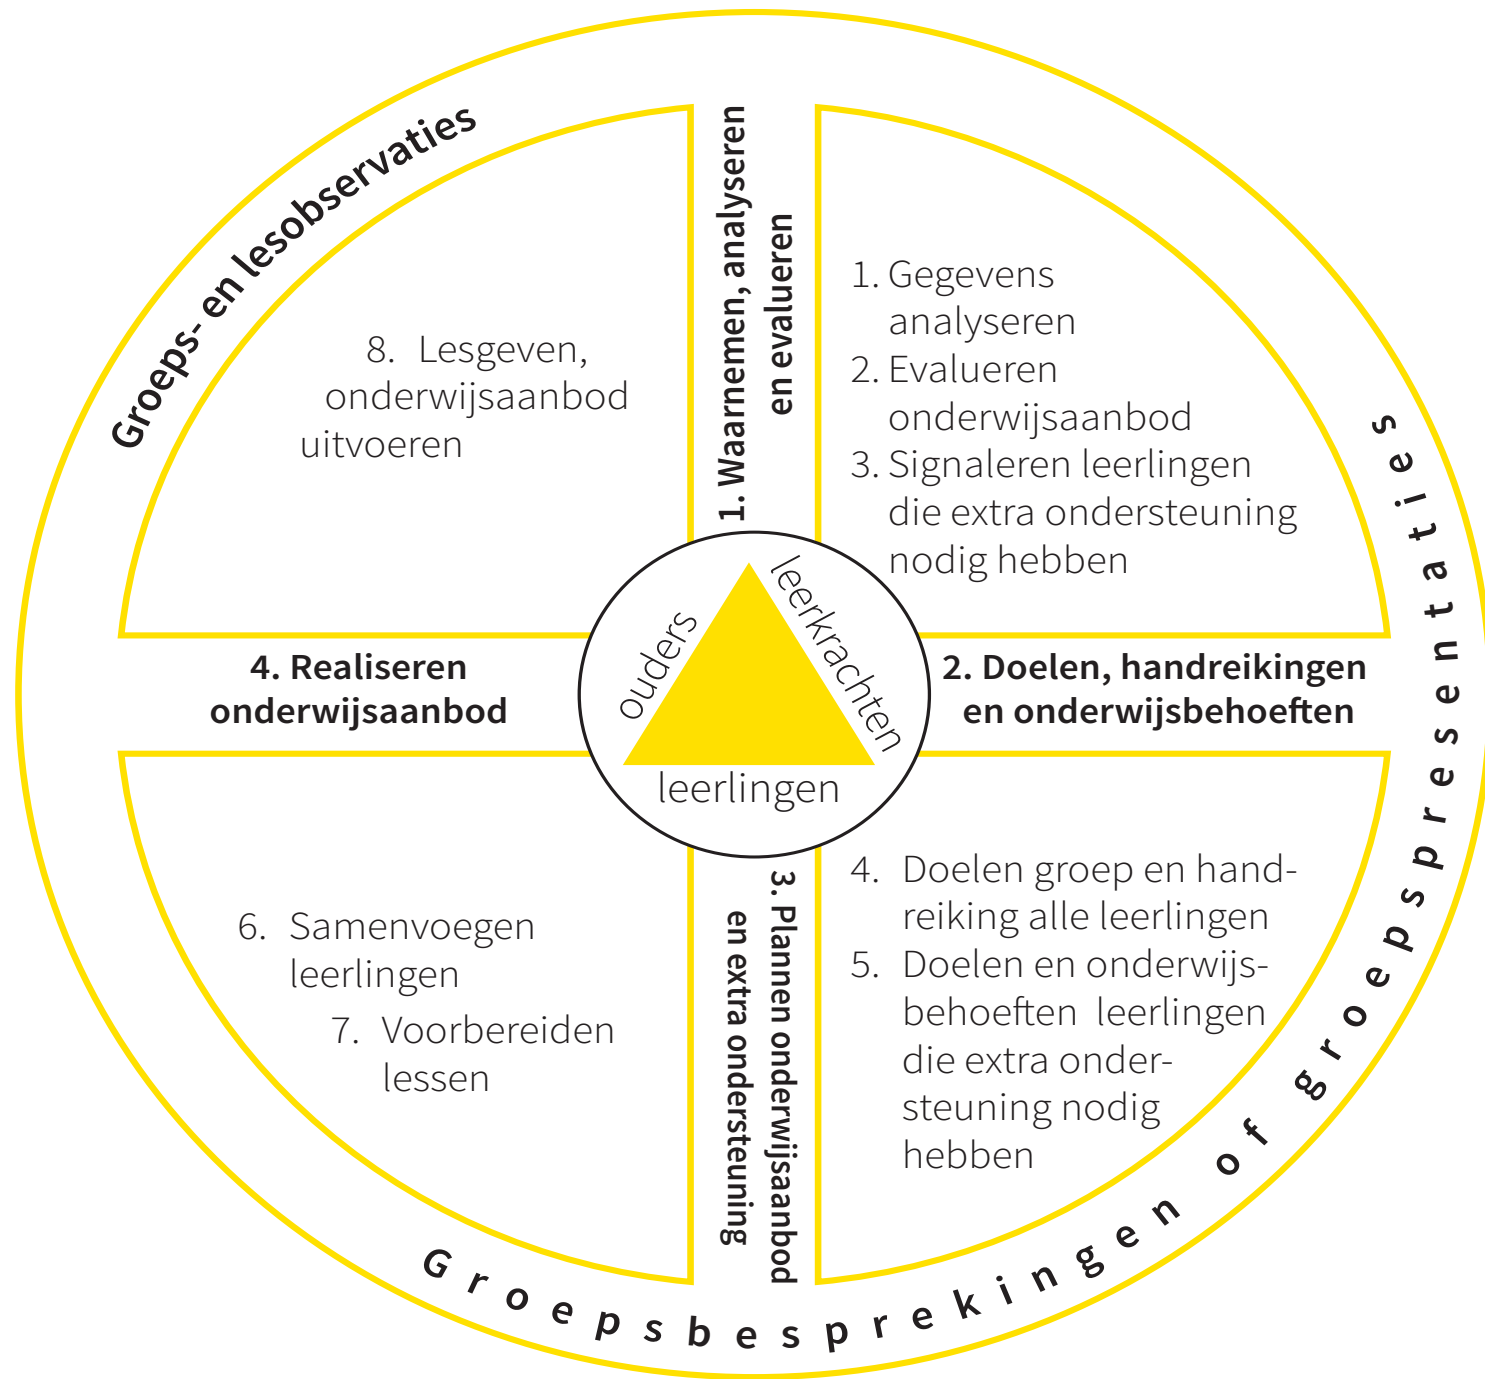 Groeps- en lesobservaties
1. Waarnemen, analyseren
en evalueren
1. Gegevens
analyseren
2. Evalueren
onderwijsaanbod
3. Signaleren leerlingen
die extra ondersteuning
nodig hebben
8. Lesgeven,
onderwijsaanbod
uitvoeren
ouders
leerkrachten
leerlingen
4. Realiseren
onderwijsaanbod
2. Doelen, handreikingen
en onderwijsbehoeften
4. Doelen groep en hand-
reiking alle leerlingen
5. Doelen en onderwijs-
behoeften leerlingen
die extra onder-
steuning nodig
hebben
3. Plannen onderwijsaanbod
en extra ondersteuning
6. Samenvoegen
leerlingen
7. Voorbereiden
lessen
Groepsbesprekingen of groepspresentaties